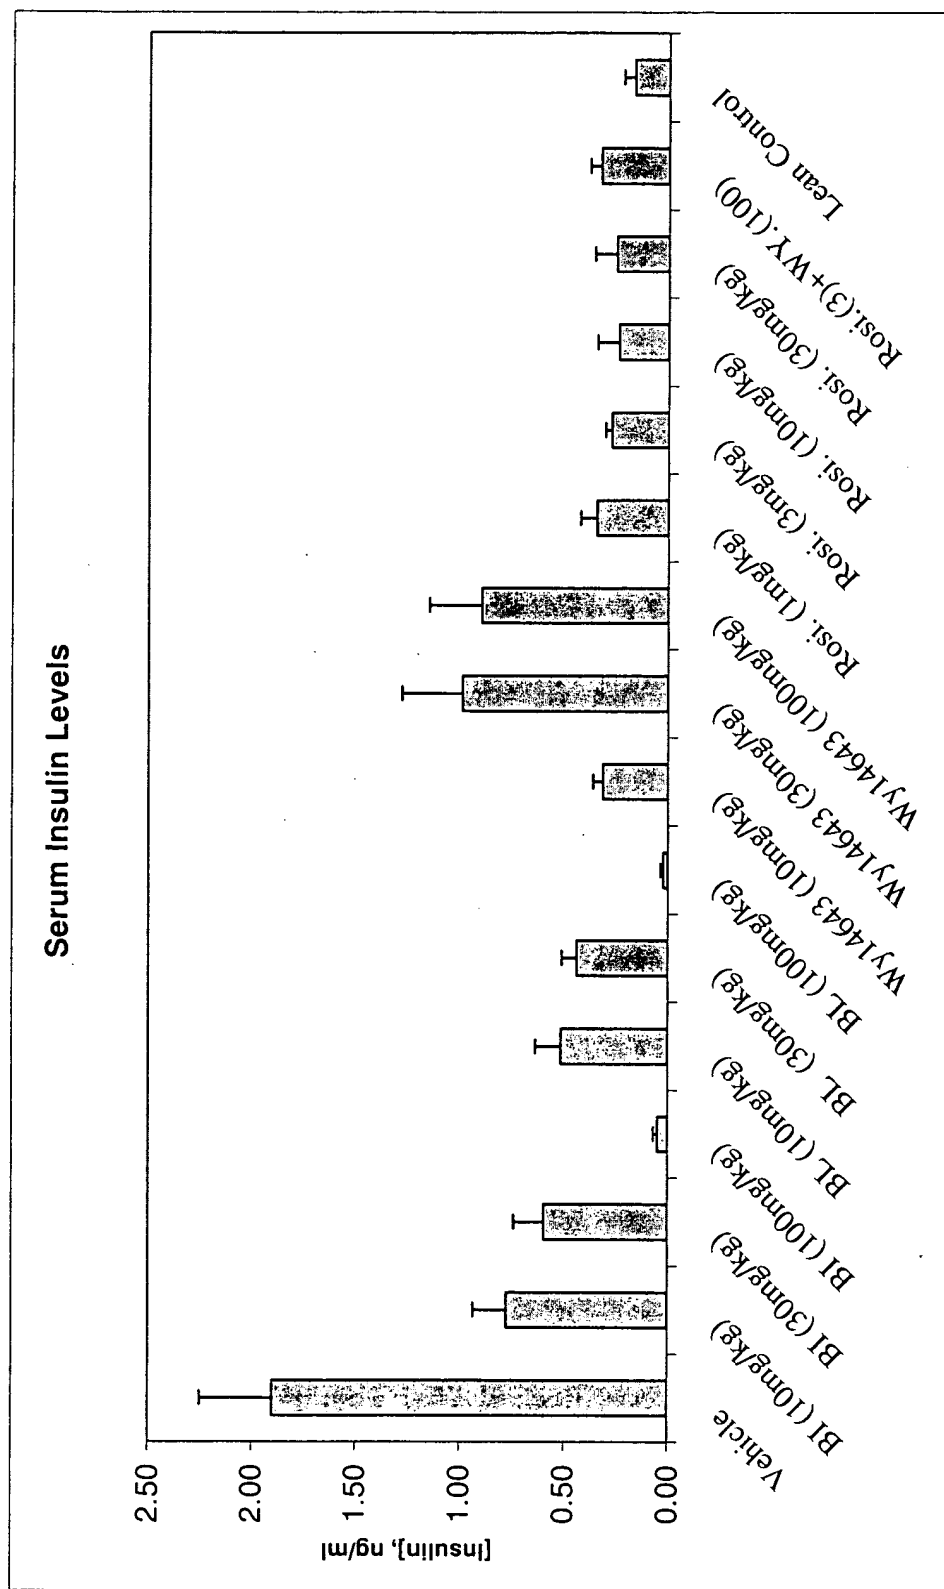 Serum Insulin Levels
[Insulin], ng/ml
2.50
2.00
1.50
1.00
0.50
0.00
Vehicle
BI (10mg/kg)
BI (30mg/kg)
BI (100mg/kg)
BL (10mg/kg)
BL (30mg/kg)
BL (100mg/kg)
Wy14643 (10mg/kg)
Wy14643 (30mg/kg)
Wy14643 (100mg/kg)
Rosi. (1mg/kg)
Rosi. (3mg/kg)
Rosi. (10mg/kg)
Rosi. (30mg/kg)
Rosi.(3)+WY.(100)
Lean Control